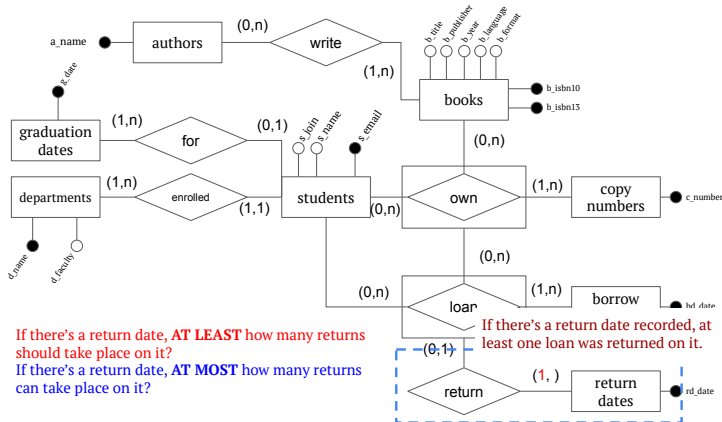 b_title
b_publisher
b_year
b_language
b_format
(0,n)
a_name
authors
write
(1,n)
g_date
books
b_isbn10
b_isbn13
graduation
dates
(1,n)
for
(0,1)
s_join
s_name
s_email
(0,n)
departments
(1,n)
enrolled
(1,1)
students
(0,n)
own
(1,n)
copy
numbers
c_number
d_name
d_faculty
(0,n)
(0,n)
loan
(1,n)
borrow
bd_date
If there's a return date, AT LEAST how many returns
should take place on it?
If there's a return date, AT MOST how many returns
can take place on it?
If there's a return date recorded, at
least one loan was returned on it.
(0,1)
return
(1, )
return
dates
rd_date